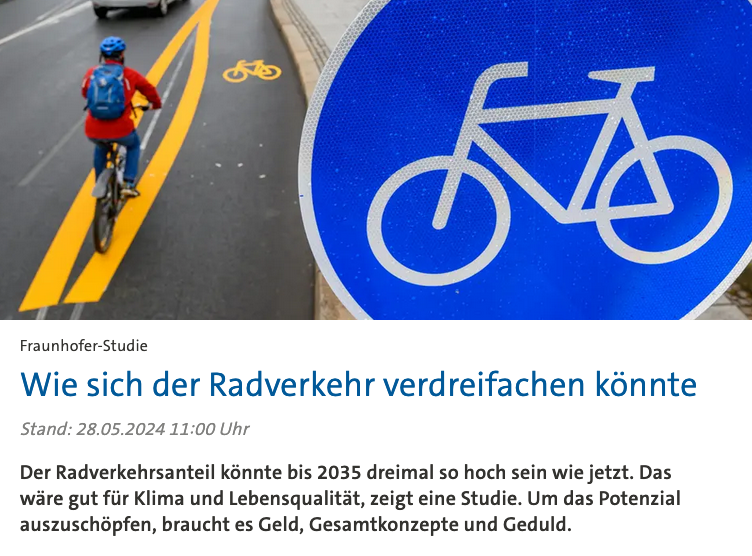 Fraunhofer-Studie
Wie sich der Radverkehr verdreifachen könnte
Stand: 28.05.2024 11:00 Uhr
Der Radverkehrsanteil könnte bis 2035 dreimal so hoch sein wie jetzt. Das
wäre gut für Klima und Lebensqualität, zeigt eine Studie. Um das Potenzial
auszuschöpfen, braucht es Geld, Gesamtkonzepte und Geduld.